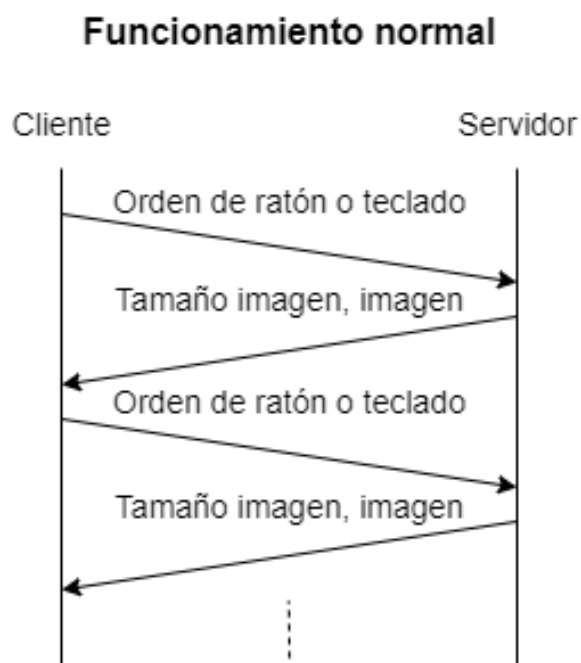 Funcionamiento normal
Cliente
Servidor
Orden de ratón o teclado
Tamaño imagen, imagen
Orden de ratón o teclado
Tamaño imagen, imagen